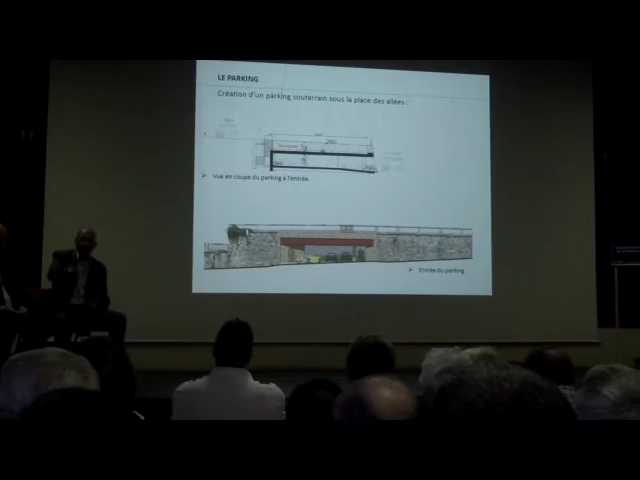 LE PARKING
Création d'un parking souterrain sous la place des allées :
Vue en coupe du parking à l'entrée
Entrée du parking